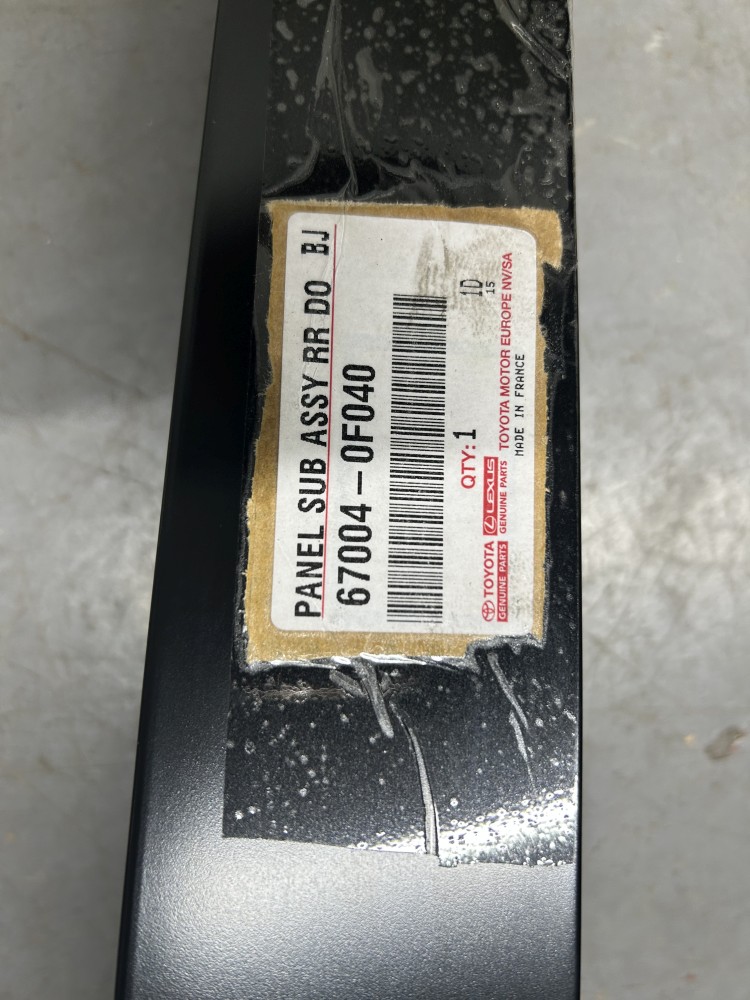 PANEL SUB ASSY RR DO BJ
67004-0F040
1D
15
QTY: 1
TOYOTA
GENUINE PARTS
LEXUS
GENUINE PARTS
TOYOTA MOTOR EUROPE NV/SA
MADE IN FRANCE